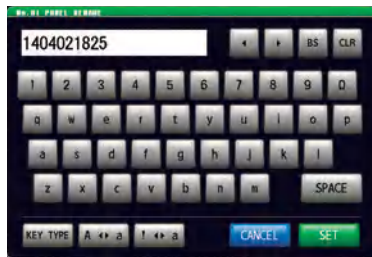 No.01 PANEL RENAME
1404021825 BS CLR
1 2 3 4 5 6 7 8 9 0
q w e r t y u i o p
a s d f g h j k l
z x c v b n m SPACE
KEY TYPE A ↔ a ! ↔ a CANCEL SET